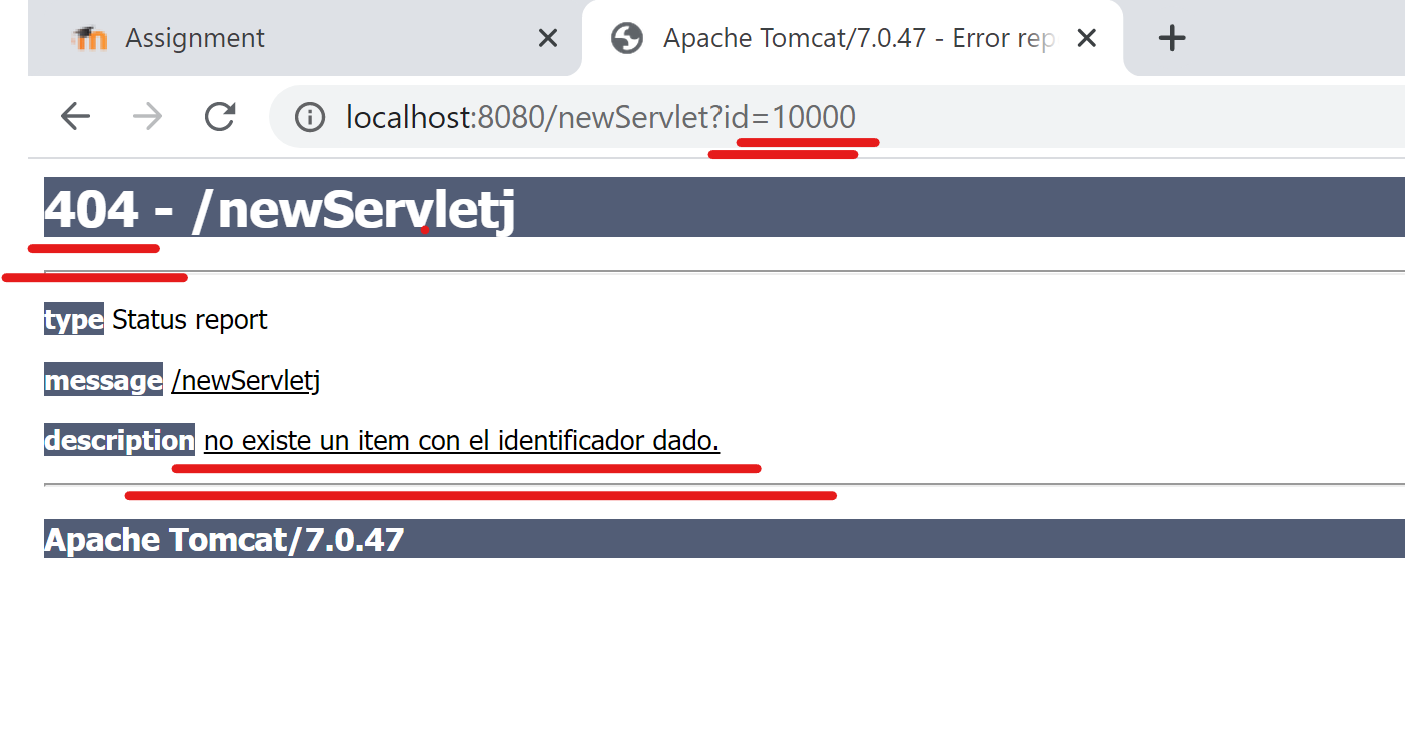 Assignment
Apache Tomcat/7.0.47 - Error rep
localhost:8080/newServlet?id=10000
404 - /newServletj
type Status report
message /newServletj
description no existe un item con el identificador dado.
Apache Tomcat/7.0.47